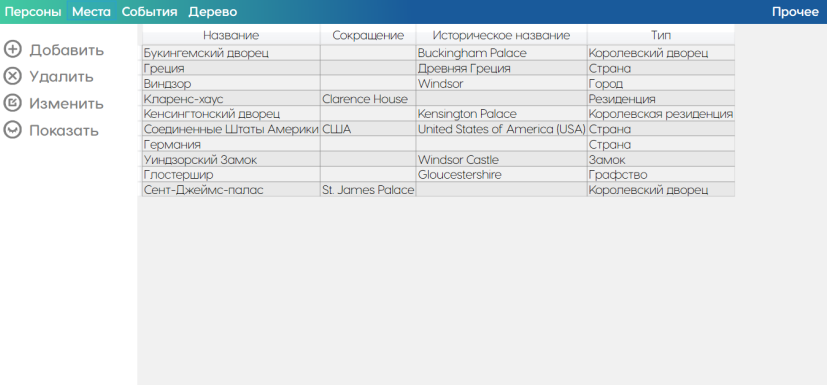 Персоны Места События Дерево Прочее
Добавить
Удалить
Изменить
Показать
Название Сокращение Историческое название Тип
Букингемский дворец Buckingham Palace Королевский дворец
Греция Древняя Греция Страна
Виндзор Windsor Город
Кларенс-хаус Clarence House Резиденция
Кенсингтонский дворец Kensington Palace Королевская резиденция
Соединенные Штаты Америки США United States of America (USA) Страна
Германия Страна
Уиндзорский Замок Windsor Castle Замок
Глостершир Gloucestershire Графство
Сент-Джеймс-палас St. James Palace Королевский дворец